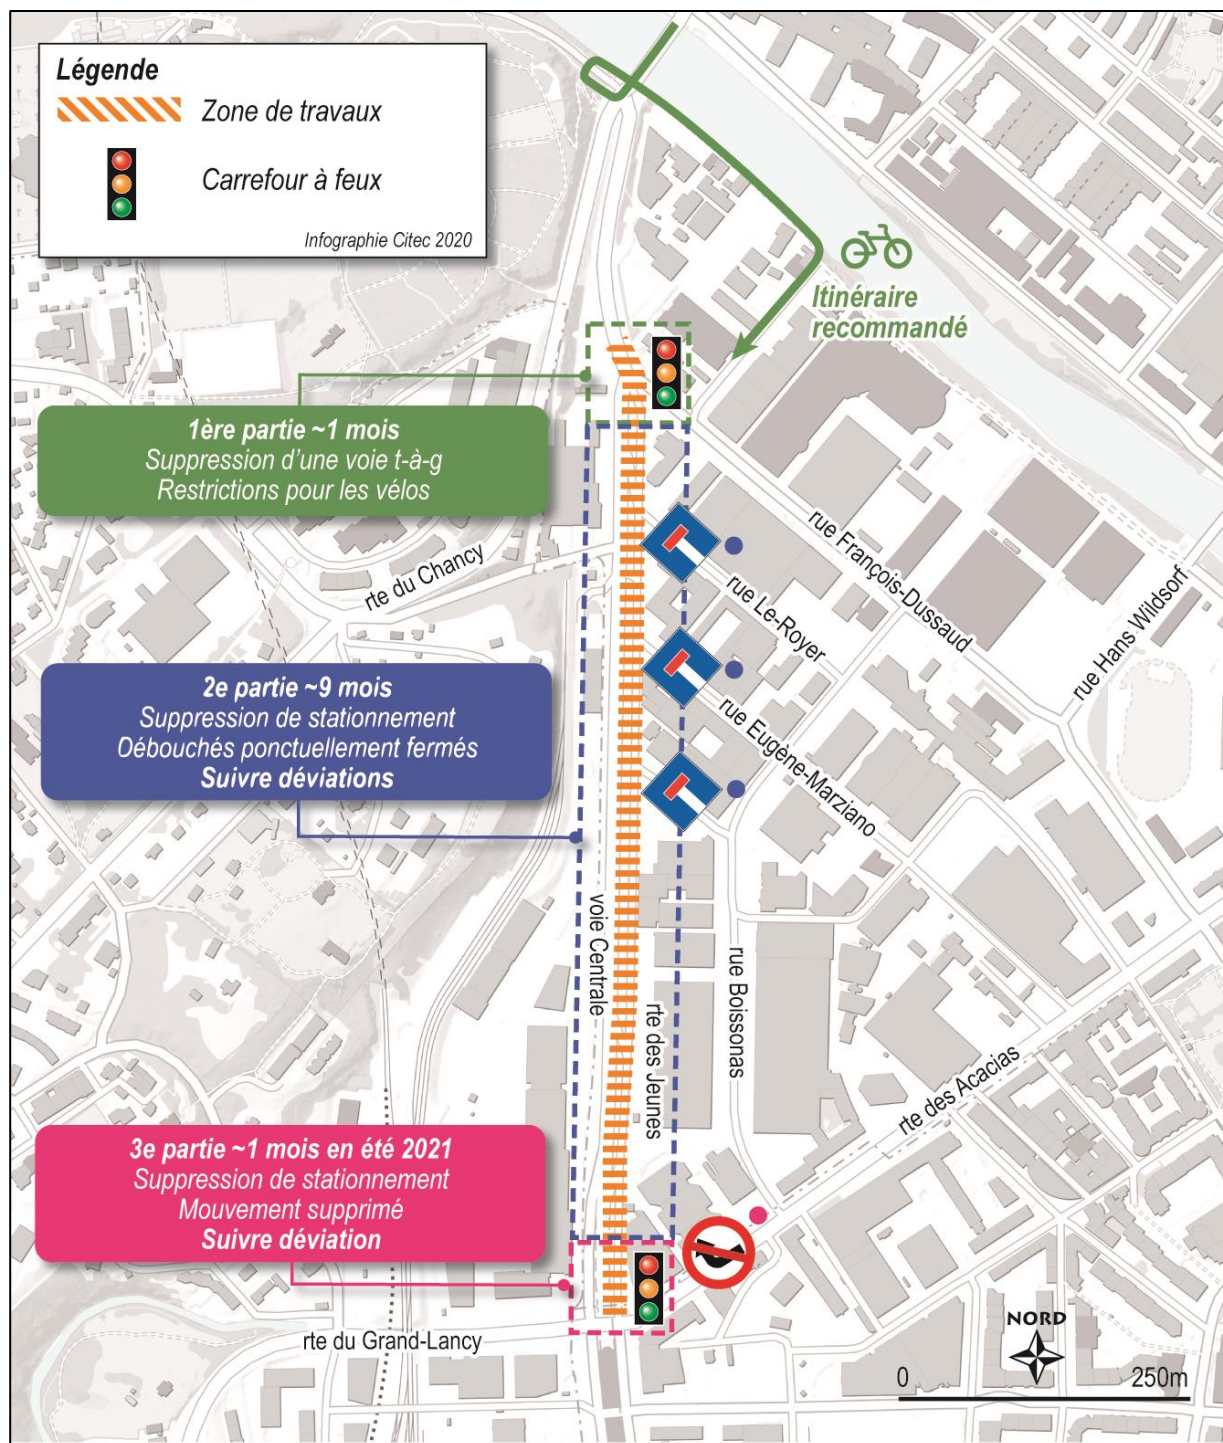 Légende
Zone de travaux
Carrefour à feux
Infographie Citec 2020
Itinéraire
recommandé
1ère partie ~1 mois
Suppression d'une voie t-à-g
Restrictions pour les vélos
rue François-Dussaud
rte du Chancy
rue Le-Royer
rue Hans Wildsorf
2e partie ~9 mois
Suppression de stationnement
Débouchés ponctuellement fermés
Suivre déviations
rue Eugène-Marziano
voie Centrale
rue Boissonas
rte des Jeunes
rte des Acacias
3e partie ~1 mois en été 2021
Suppression de stationnement
Mouvement supprimé
Suivre déviation
rte du Grand-Lancy
NORD
0 250m